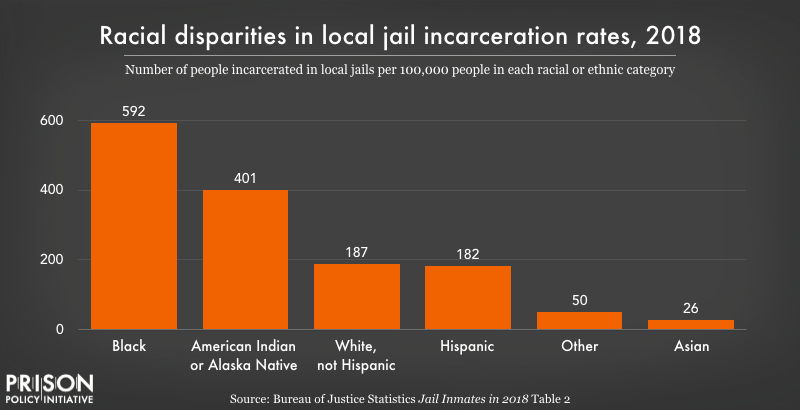 Racial disparities in local jail incarceration rates, 2018
Number of people incarcerated in local jails per 100,000 people in each racial or ethnic category
600
400
200
0
592
401
187
182
50
26
Black
American Indian
or Alaska Native
White,
not Hispanic
Hispanic
Other
Asian
PRISON
POLICY INITIATIVE
Source: Bureau of Justice Statistics Jail Inmates in 2018 Table 2